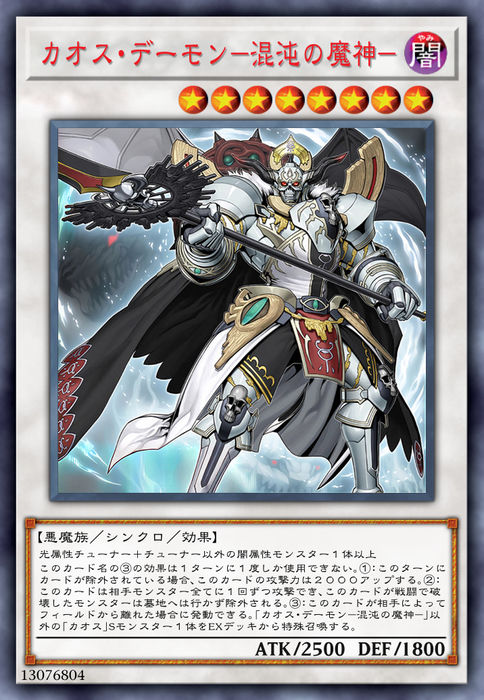 カオス・デーモン－混沌の魔神－
やみ
闇
【悪魔族／シンクロ／効果】
光属性チューナー＋チューナー以外の闇属性モンスター１体以上
このカード名の③の効果は１ターンに１度しか使用できない。①：このターンに
カードが除外されている場合、このカードの攻撃力は２０００アップする。②：
このカードは相手モンスター全てに１回ずつ攻撃でき、このカードが戦闘で破
壊したモンスターは墓地へは行かず除外される。③：このカードが相手によって
フィールドから離れた場合に発動できる。「カオス・デーモン－混沌の魔神－」以
外の「カオス」Sモンスター１体をEXデッキから特殊召喚する。
ATK/2500 DEF/1800
13076804